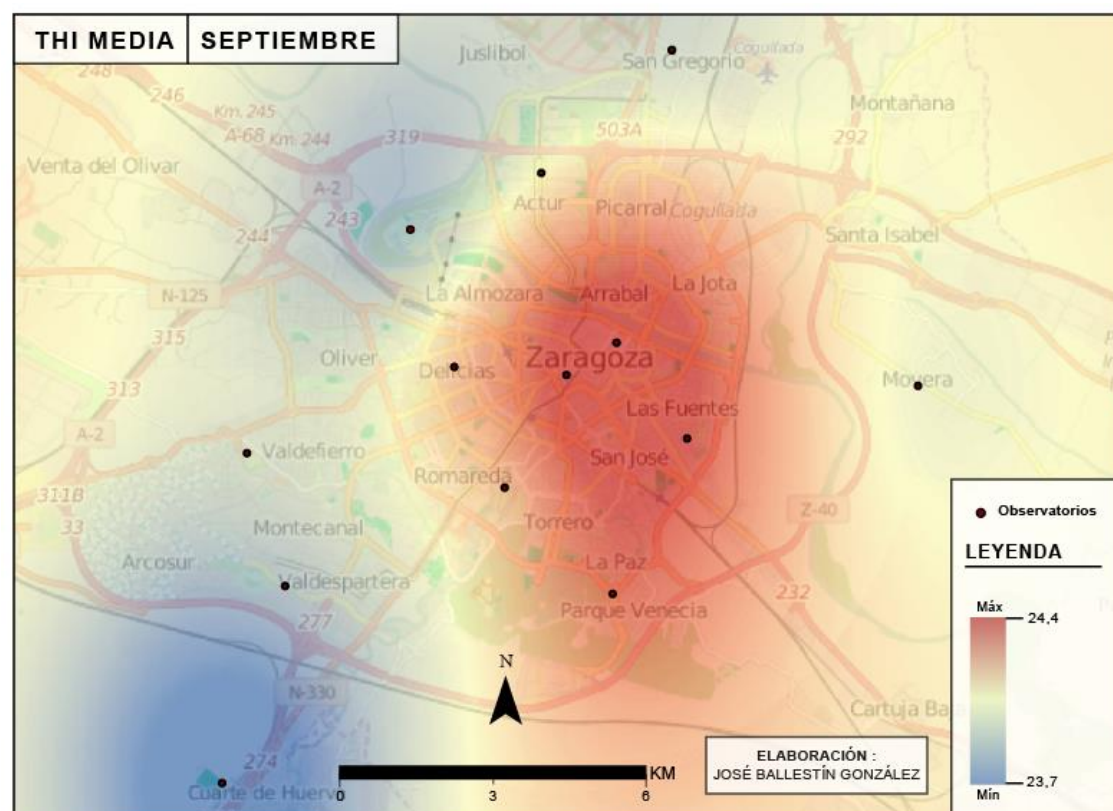 THI MEDIA SEPTIEMBRE
Juslibol
San Gregorio
Cogullada
248
246
Km. 245
A-68 Km. 244
319
503A
Montañana
292
Venta del Olivar
A-2
243
244
Actur
Picarral
Cogullada
Santa Isabel
N-125
La Almozara
Arrabal
La Jota
315
Oliver
Delicias
Zaragoza
Movera
313
Las Fuentes
A-2
Valdefierro
Romareda
San José
311B
33
Montecanal
Torrero
Z-40
Arcosur
Valdespartera
La Paz
277
Parque Venecia
232
N-330
N
Cartuja Baja
274
Cuarte de Huerv
KM
0 3 6
ELABORACIÓN :
JOSÉ BALLESTÍN GONZÁLEZ
Observatorios
LEYENDA
Máx
24,4
23,7
Mín